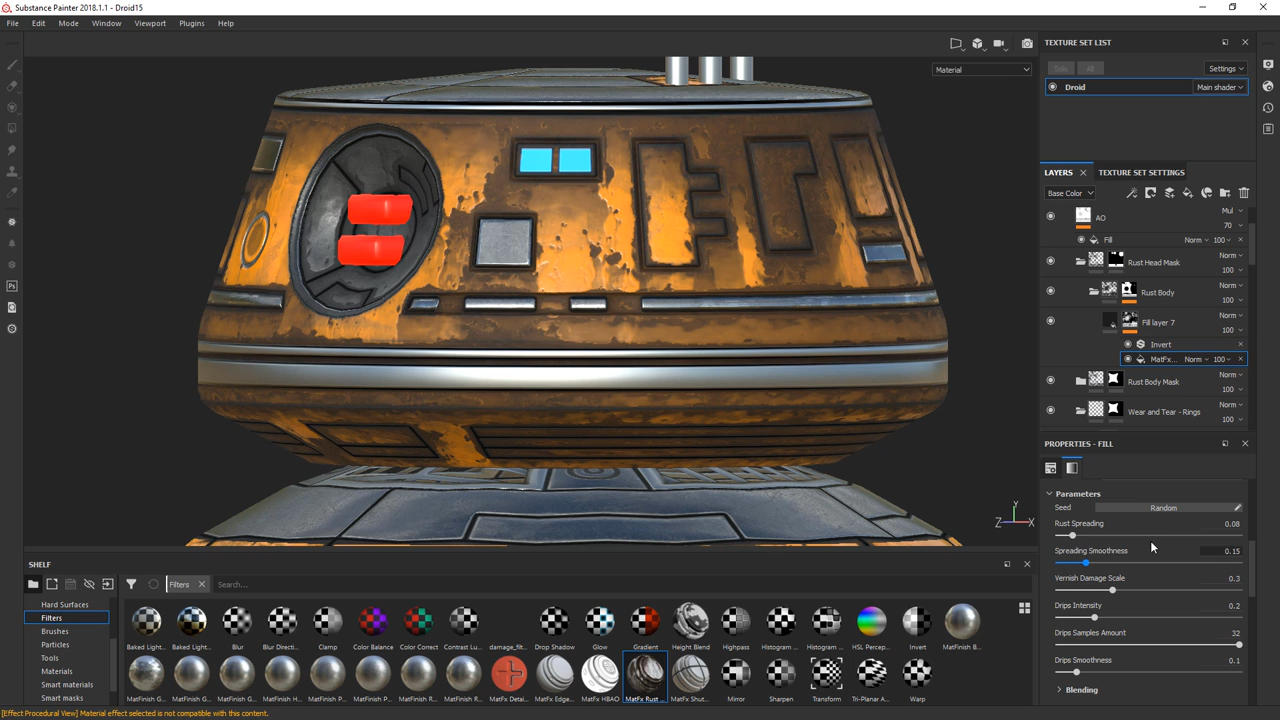 Substance Painter 2018.1.1 - Droid15
File Edit Mode Window Viewport Plugins Help
Material
TEXTURE SET LIST
Solo All Settings
Droid Main shader
LAYERS TEXTURE SET SETTINGS
Base Color
AO Mul 70
Fill Norm 100
Rust Head Mask Norm 100
Rust Body Norm 100
Fill layer 7 Norm 100
Invert
MatFx... Norm 100
Rust Body Mask Norm 100
Wear and Tear - Rings Norm 100
PROPERTIES - FILL
Parameters
Seed Random
Rust Spreading 0.08
Spreading Smoothness 0.15
Vernish Damage Scale 0.3
Drips Intensity 0.2
Drips Samples Amount 32
Drips Smoothness 0.1
Blending
Y
Z X
SHELF
Filters Search...
Hard Surfaces
Filters
Brushes
Particles
Tools
Materials
Smart materials
Smart masks
Baked Light... Baked Light... Blur Blur Directi... Clamp Color Balance Color Correct Contrast Lu... damage_filt... Drop Shadow Glow Gradient Height Blend Highpass Histogram ... Histogram ... HSL Percep... Invert MatFinish B...
MatFinish G... MatFinish G... MatFinish G... MatFinish H... MatFinish P... MatFinish P... MatFinish R... MatFx Detai... MatFx Edge... MatFx HBAO MatFx Rust ... MatFx Shut... Mirror Sharpen Transform Tri-Planar A... Warp
Ps
[Effect Procedural View] Material effect selected is not compatible with this content.